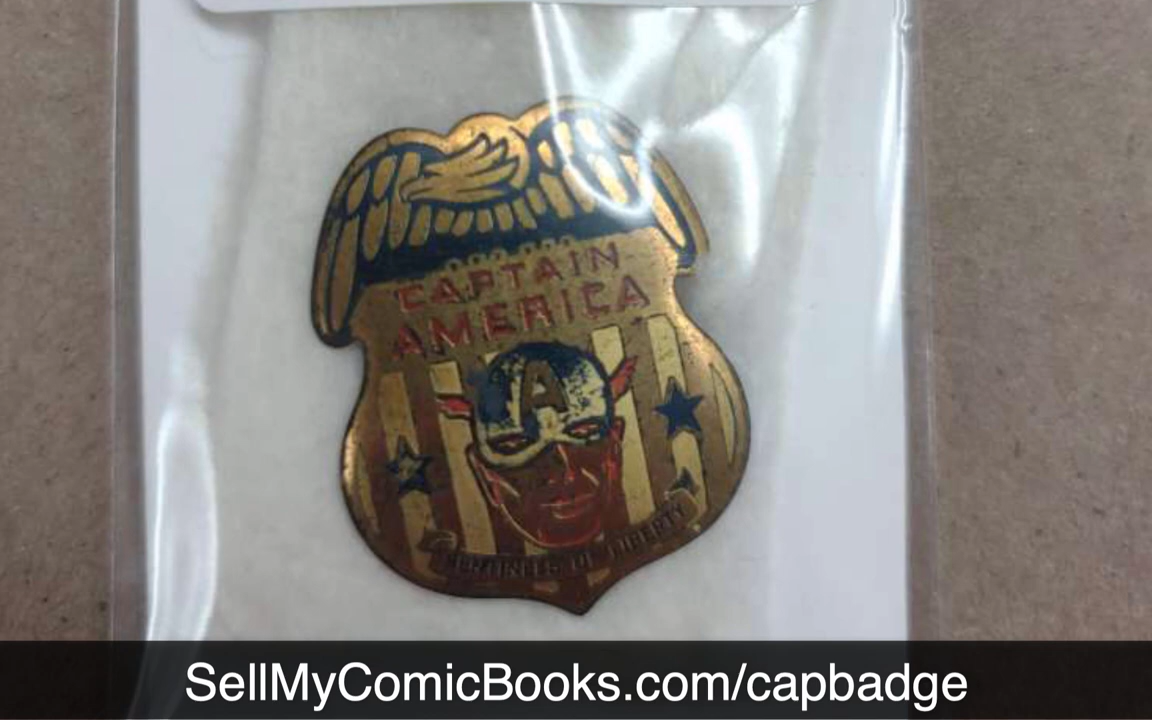 CAPTAIN
AMERICA
A
SENTINELS OF LIBERTY
SellMyComicBooks.com/capbadge